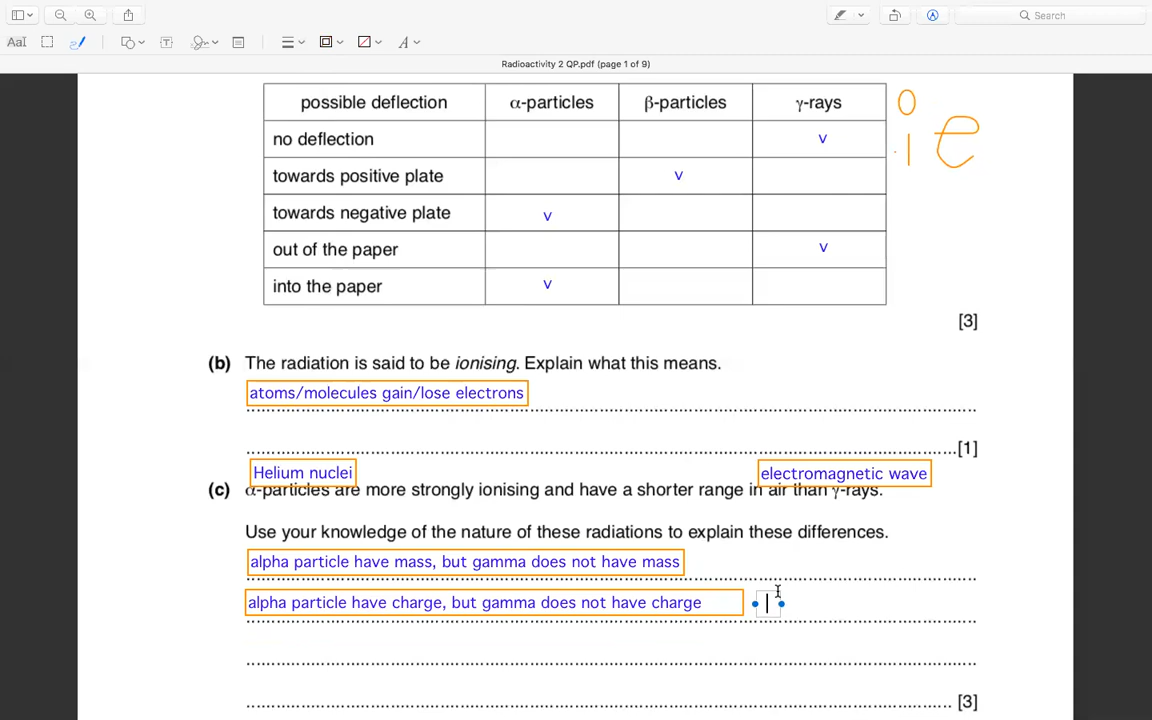 Search
AaI
A
Radioactivity 2 QP.pdf (page 1 of 9)
possible deflection α-particles β-particles γ-rays
no deflection v
towards positive plate v
towards negative plate v
out of the paper v
into the paper v
0
i e
[3]
(b) The radiation is said to be ionising. Explain what this means.
atoms/molecules gain/lose electrons
[1]
Helium nuclei electromagnetic wave
(c) α-particles are more strongly ionising and have a shorter range in air than γ-rays.
Use your knowledge of the nature of these radiations to explain these differences.
alpha particle have mass, but gamma does not have mass
alpha particle have charge, but gamma does not have charge
[3]